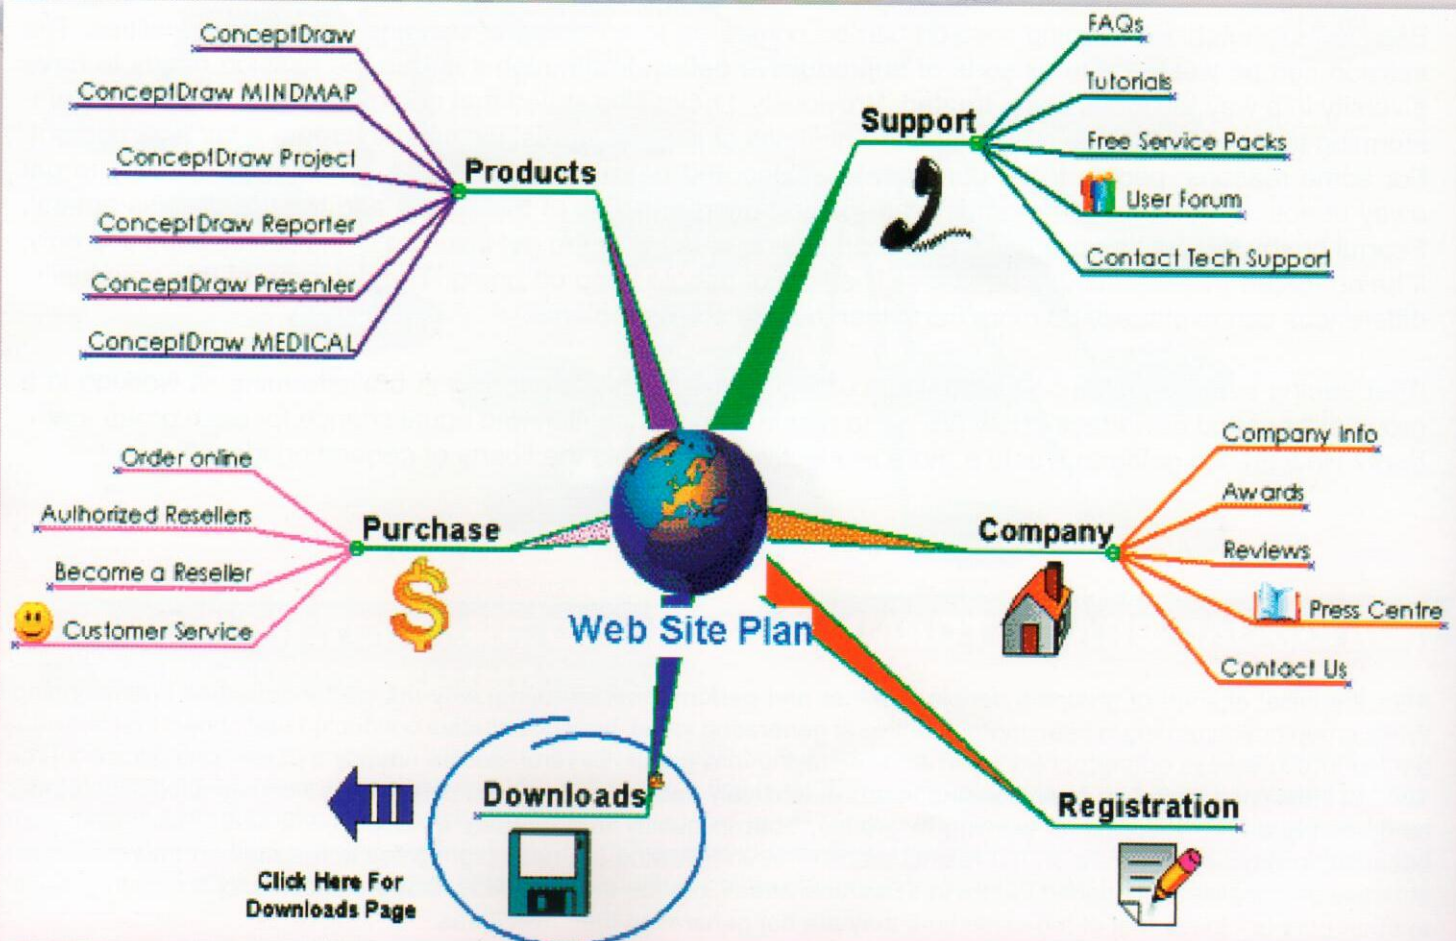 ConceptDraw
ConceptDraw MINDMAP
ConceptDraw Project
ConceptDraw Reporter
ConceptDraw Presenter
ConceptDraw MEDICAL
Products
Support
FAQs
Tutorials
Free Service Packs
User Forum
Contact Tech Support
Order online
Authorized Resellers
Become a Reseller
Customer Service
Purchase
Web Site Plan
Company
Company Info
Awards
Reviews
Press Centre
Contact Us
Downloads
Click Here For
Downloads Page
Registration